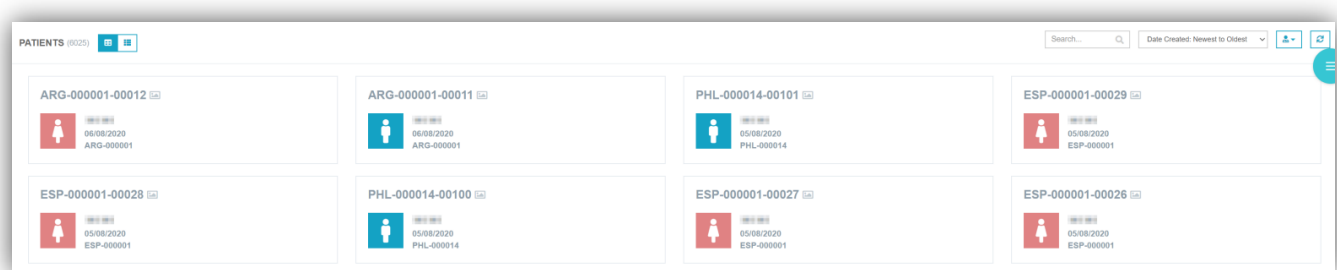 PATIENTS (6025)
Search...
Date Created: Newest to Oldest
ARG-000001-00012
06/08/2020
ARG-000001
ARG-000001-00011
06/08/2020
ARG-000001
PHL-000014-00101
05/08/2020
PHL-000014
ESP-000001-00029
05/08/2020
ESP-000001
ESP-000001-00028
05/08/2020
ESP-000001
PHL-000014-00100
05/08/2020
PHL-000014
ESP-000001-00027
05/08/2020
ESP-000001
ESP-000001-00026
05/08/2020
ESP-000001